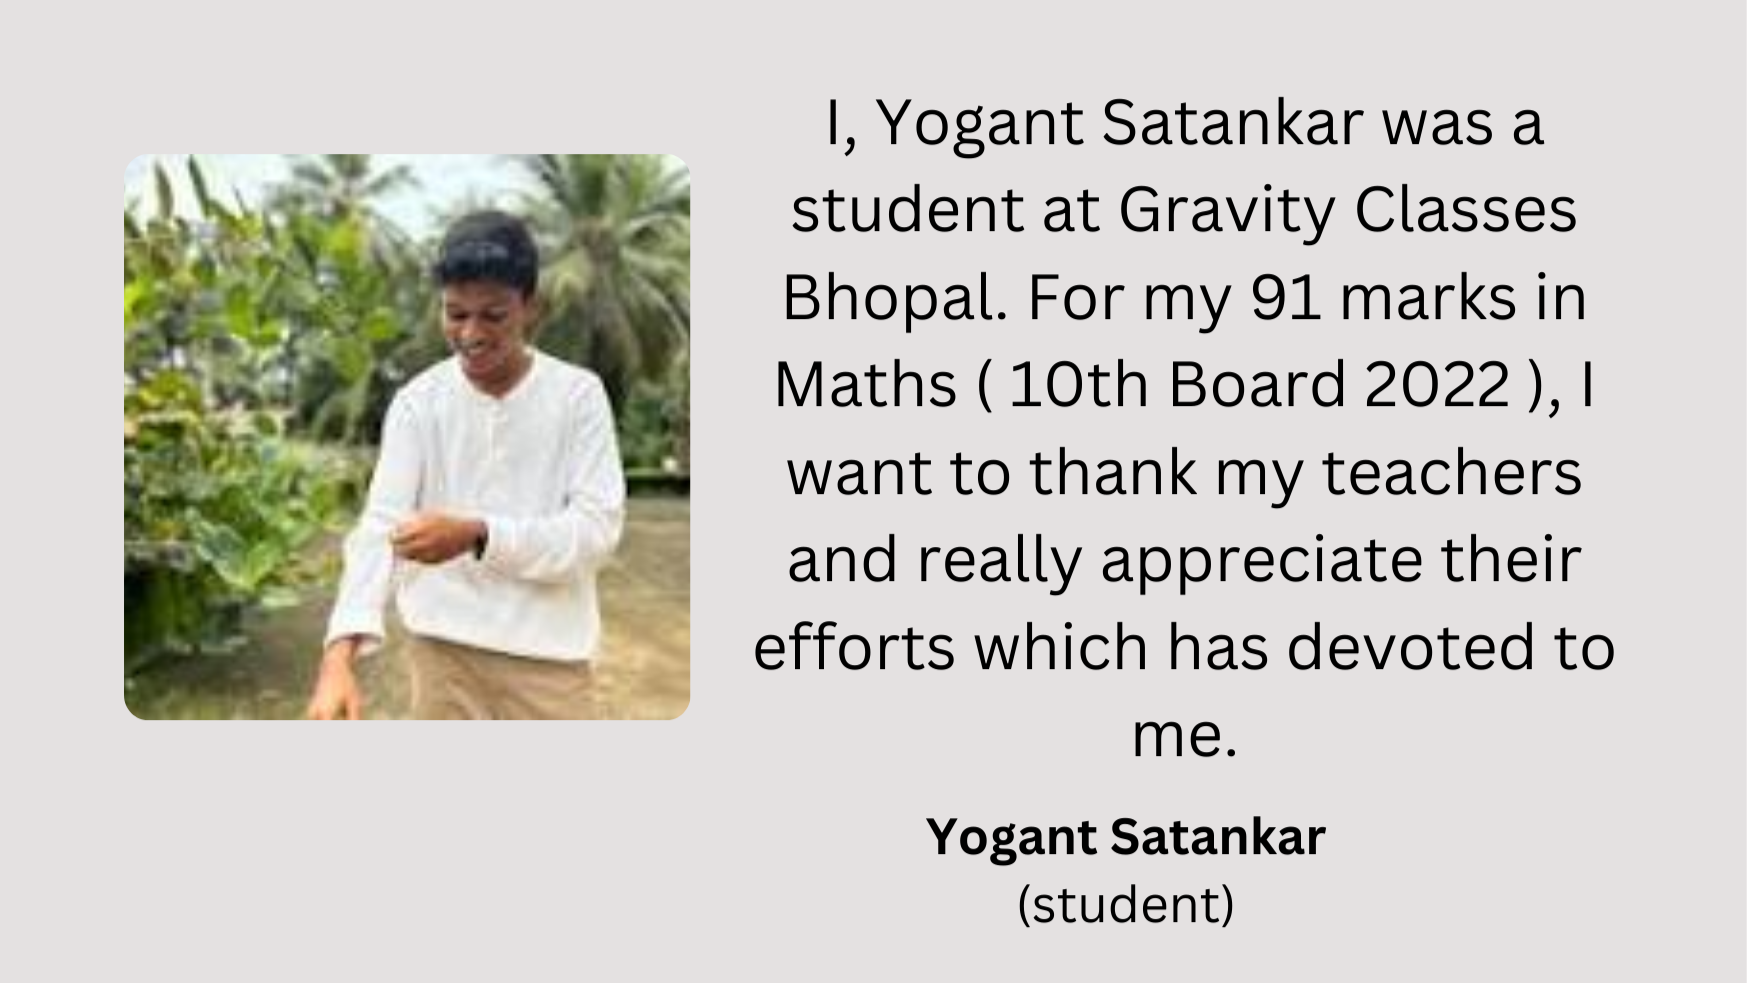 I, Yogant Satankar was a
student at Gravity Classes
Bhopal. For my 91 marks in
Maths ( 10th Board 2022 ), I
want to thank my teachers
and really appreciate their
efforts which has devoted to
me.
Yogant Satankar
(student)